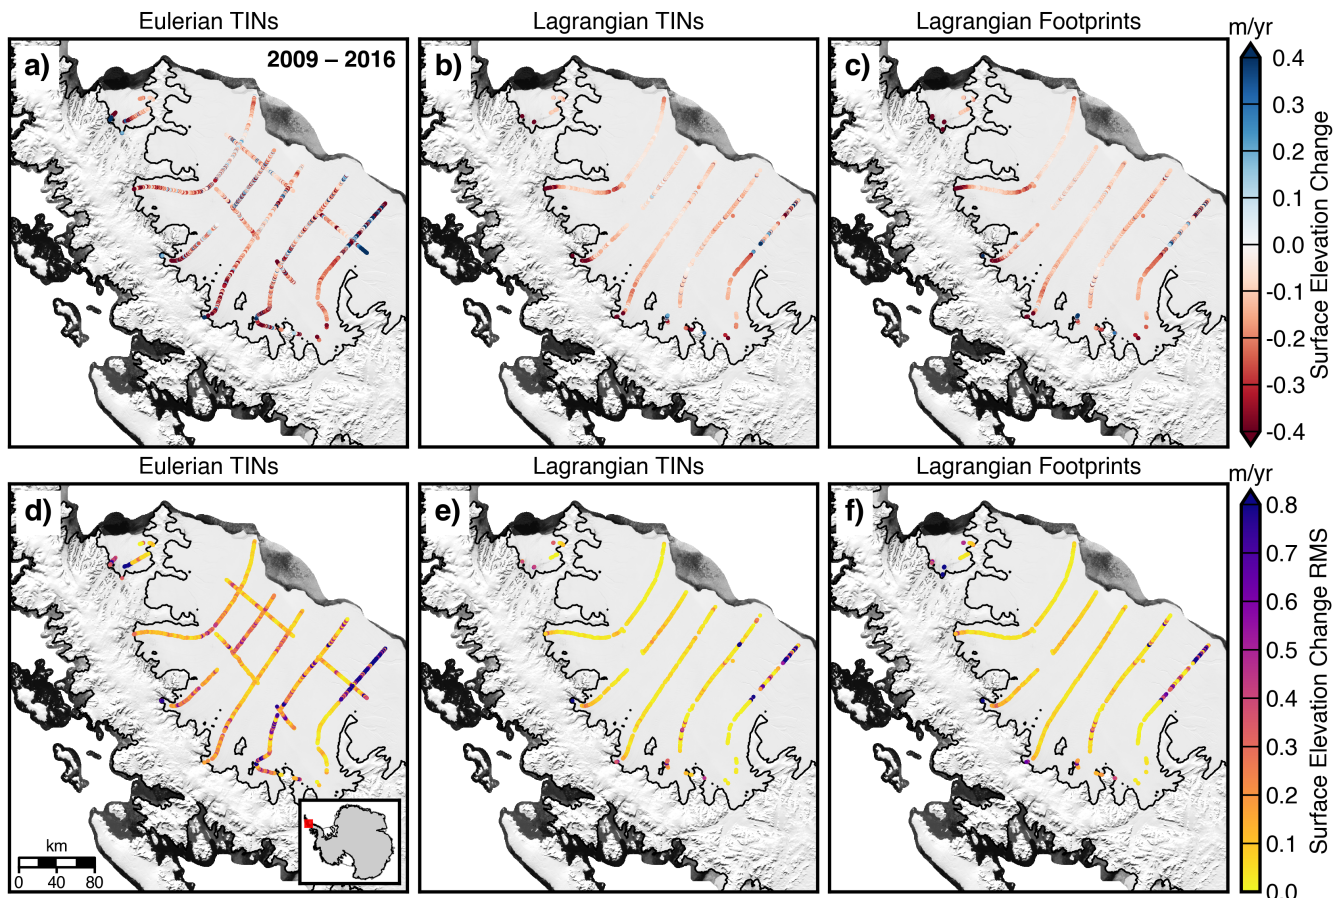 Eulerian TINs
Lagrangian TINs
Lagrangian Footprints
m/yr
a)
2009 – 2016
b)
c)
0.4
0.3
0.2
0.1
0.0
-0.1
-0.2
-0.3
-0.4
Surface Elevation Change
Eulerian TINs
Lagrangian TINs
Lagrangian Footprints
m/yr
d)
e)
f)
0.8
0.7
0.6
0.5
0.4
0.3
0.2
0.1
0.0
Surface Elevation Change RMS
km
0 40 80